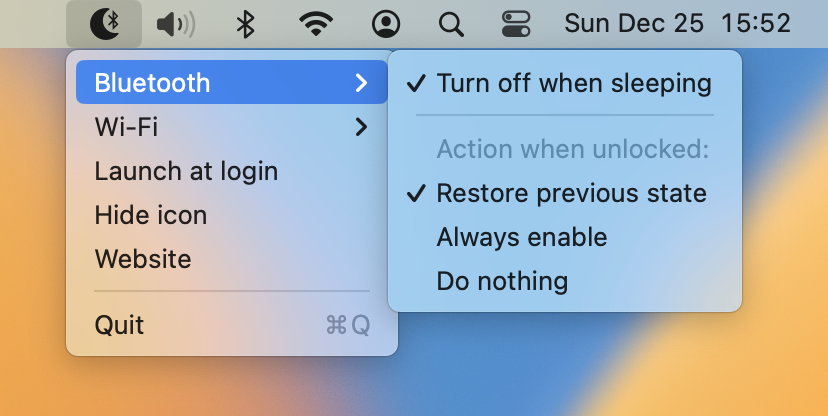 Sun Dec 25 15:52
Bluetooth
Wi-Fi
Launch at login
Hide icon
Website
Quit ⌘Q
Turn off when sleeping
Action when unlocked:
Restore previous state
Always enable
Do nothing